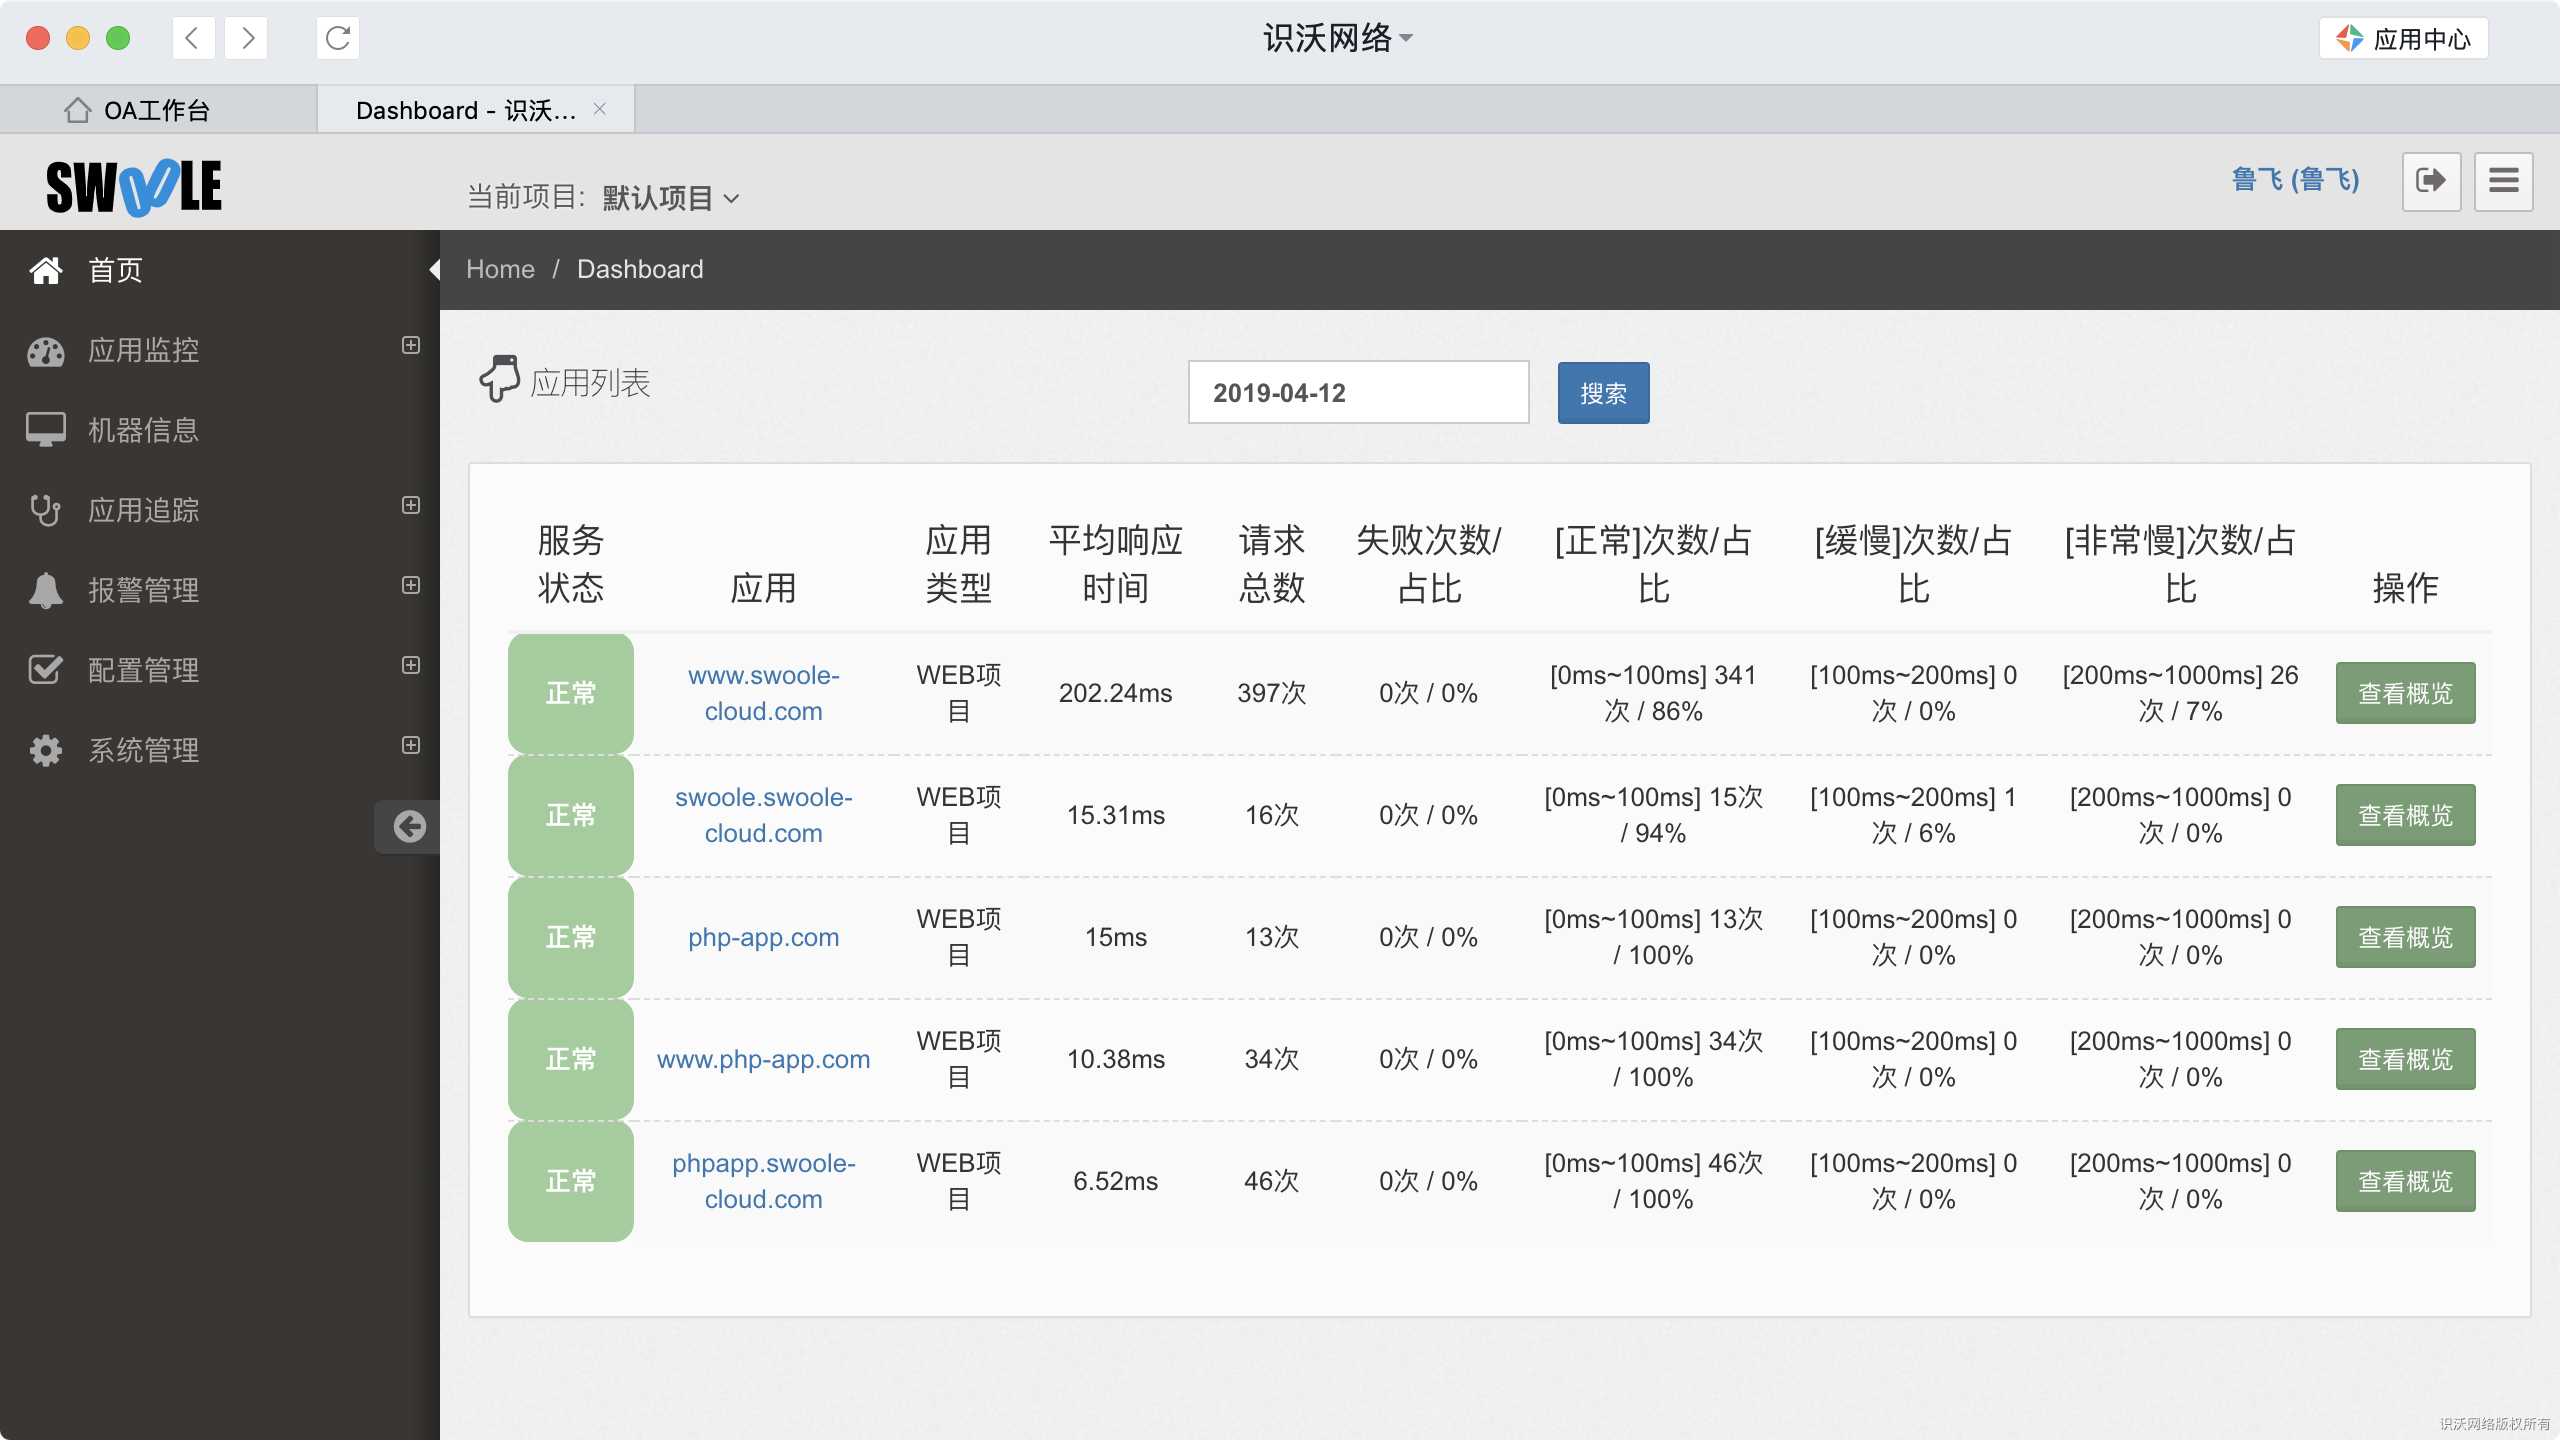 识沃网络
应用中心
OA工作台
Dashboard - 识沃...
SWOOLE
当前项目: 默认项目
鲁飞 (鲁飞)
首页
应用监控
机器信息
应用追踪
报警管理
配置管理
系统管理
Home / Dashboard
应用列表
2019-04-12
搜索
服务
状态
应用
应用
类型
平均响应
时间
请求
总数
失败次数/
占比
[正常]次数/占
比
[缓慢]次数/占
比
[非常慢]次数/占
比
操作
正常
www.swoole-
cloud.com
WEB项
目
202.24ms
397次
0次 / 0%
[0ms~100ms] 341
次 / 86%
[100ms~200ms] 0
次 / 0%
[200ms~1000ms] 26
次 / 7%
查看概览
正常
swoole.swoole-
cloud.com
WEB项
目
15.31ms
16次
0次 / 0%
[0ms~100ms] 15次
/ 94%
[100ms~200ms] 1
次 / 6%
[200ms~1000ms] 0
次 / 0%
查看概览
正常
php-app.com
WEB项
目
15ms
13次
0次 / 0%
[0ms~100ms] 13次
/ 100%
[100ms~200ms] 0
次 / 0%
[200ms~1000ms] 0
次 / 0%
查看概览
正常
www.php-app.com
WEB项
目
10.38ms
34次
0次 / 0%
[0ms~100ms] 34次
/ 100%
[100ms~200ms] 0
次 / 0%
[200ms~1000ms] 0
次 / 0%
查看概览
正常
phpapp.swoole-
cloud.com
WEB项
目
6.52ms
46次
0次 / 0%
[0ms~100ms] 46次
/ 100%
[100ms~200ms] 0
次 / 0%
[200ms~1000ms] 0
次 / 0%
查看概览
识沃网络版权所有